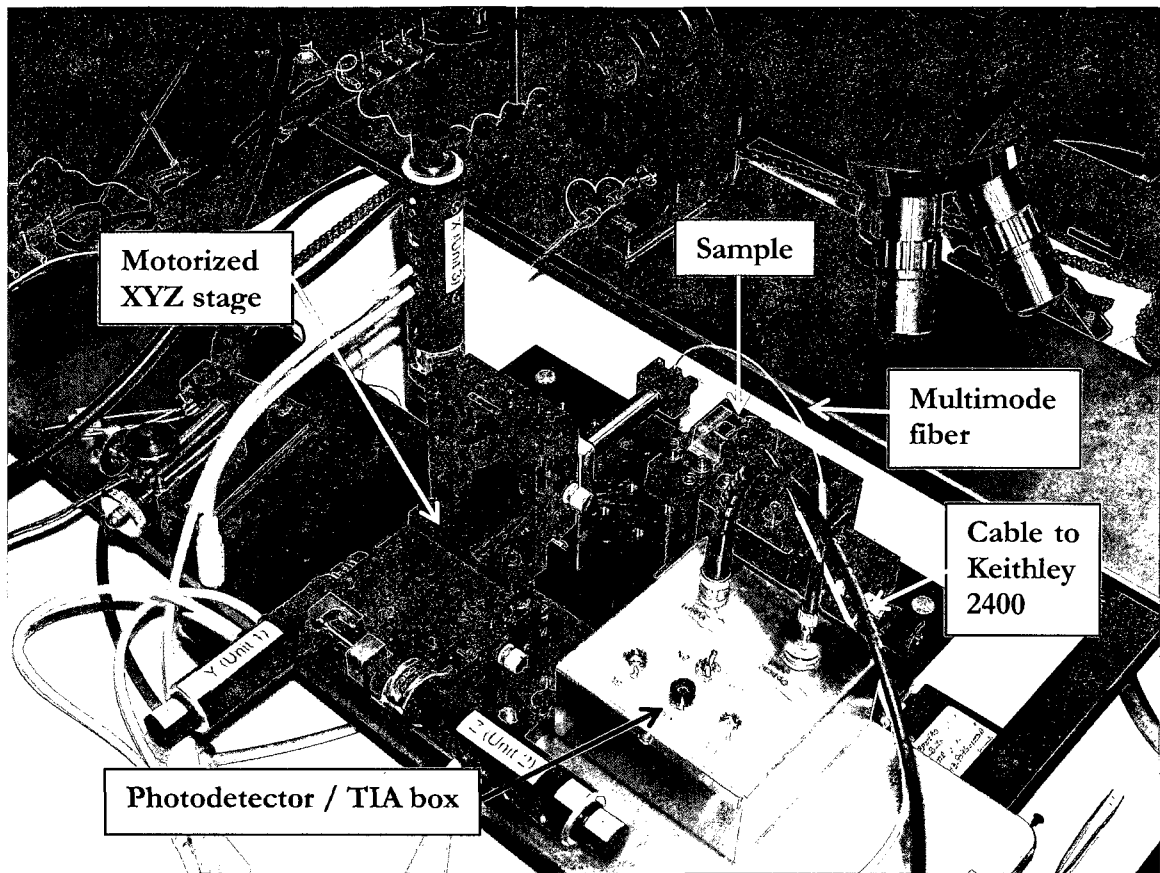 X (Unit 3)
Motorized
XYZ stage
Sample
Multimode
fiber
Cable to
Keithley
2400
Y (Unit 1)
Z (Unit 2)
Photodetector / TIA box